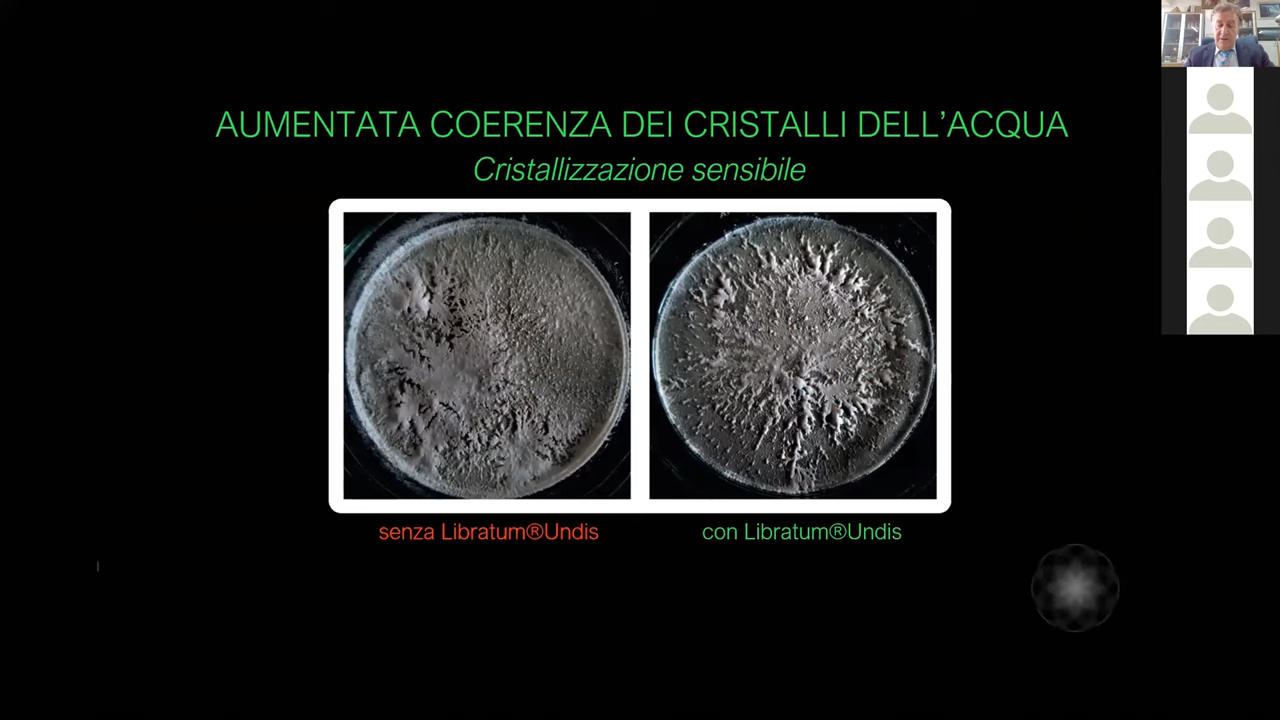 AUMENTATA COERENZA DEI CRISTALLI DELL’ACQUA
Cristallizzazione sensibile
senza Libratum®Undis
con Libratum®Undis